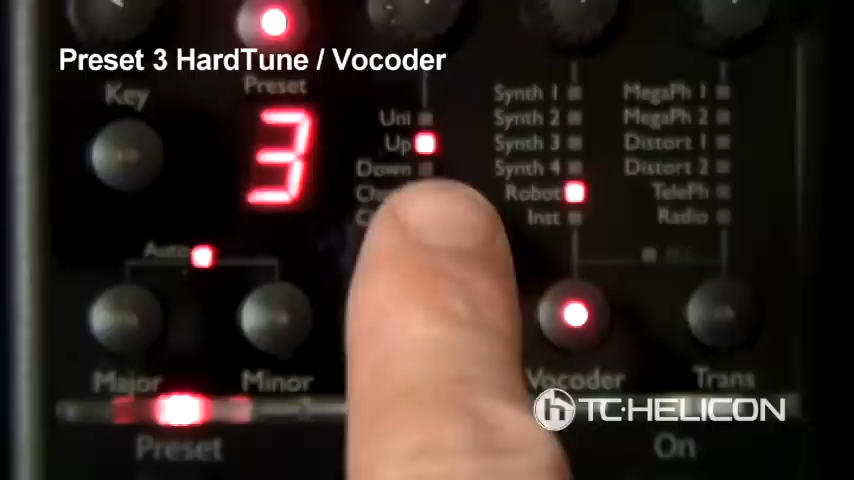 Preset 3 HardTune / Vocoder
Key
Preset
3
Uni
Up
Down
Synth 1
Synth 2
Synth 3
Synth 4
Robot
Inst
MegaPh 1
MegaPh 2
Distort 1
Distort 2
TelePh
Radio
Auto
Major
Minor
Vocoder
Trans
TC·HELICON
Preset
On